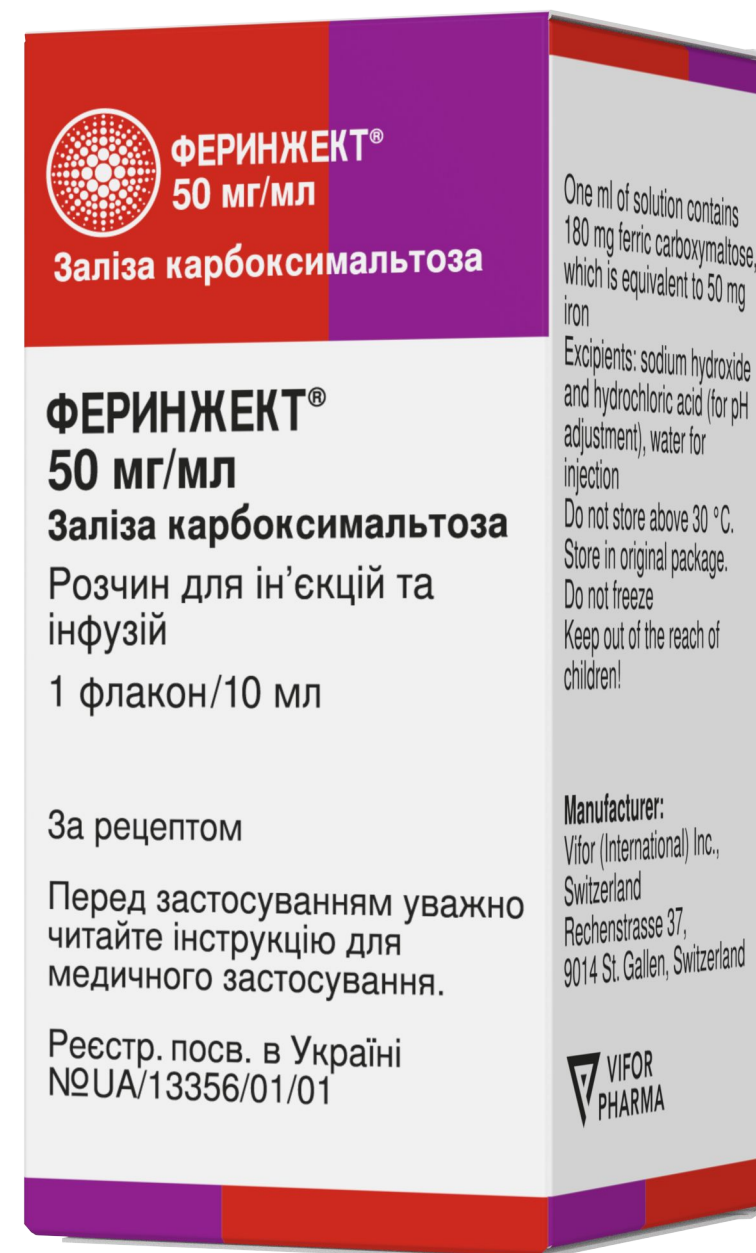 ФЕРИНЖЕКТ®
50 мг/мл
Заліза карбоксимальтоза
ФЕРИНЖЕКТ®
50 мг/мл
Заліза карбоксимальтоза
Розчин для ін’єкцій та
інфузій
1 флакон/10 мл
За рецептом
Перед застосуванням уважно
читайте інструкцію для
медичного застосування.
Реєстр. посв. в Україні
№UA/13356/01/01
One ml of solution contains
180 mg ferric carboxymaltose,
which is equivalent to 50 mg
iron
Excipients: sodium hydroxide
and hydrochloric acid (for pH
adjustment), water for
injection
Do not store above 30 °C.
Store in original package.
Do not freeze
Keep out of the reach of
children!
Manufacturer:
Vifor (International) Inc.,
Switzerland
Rechenstrasse 37,
9014 St. Gallen, Switzerland
VIFOR
PHARMA